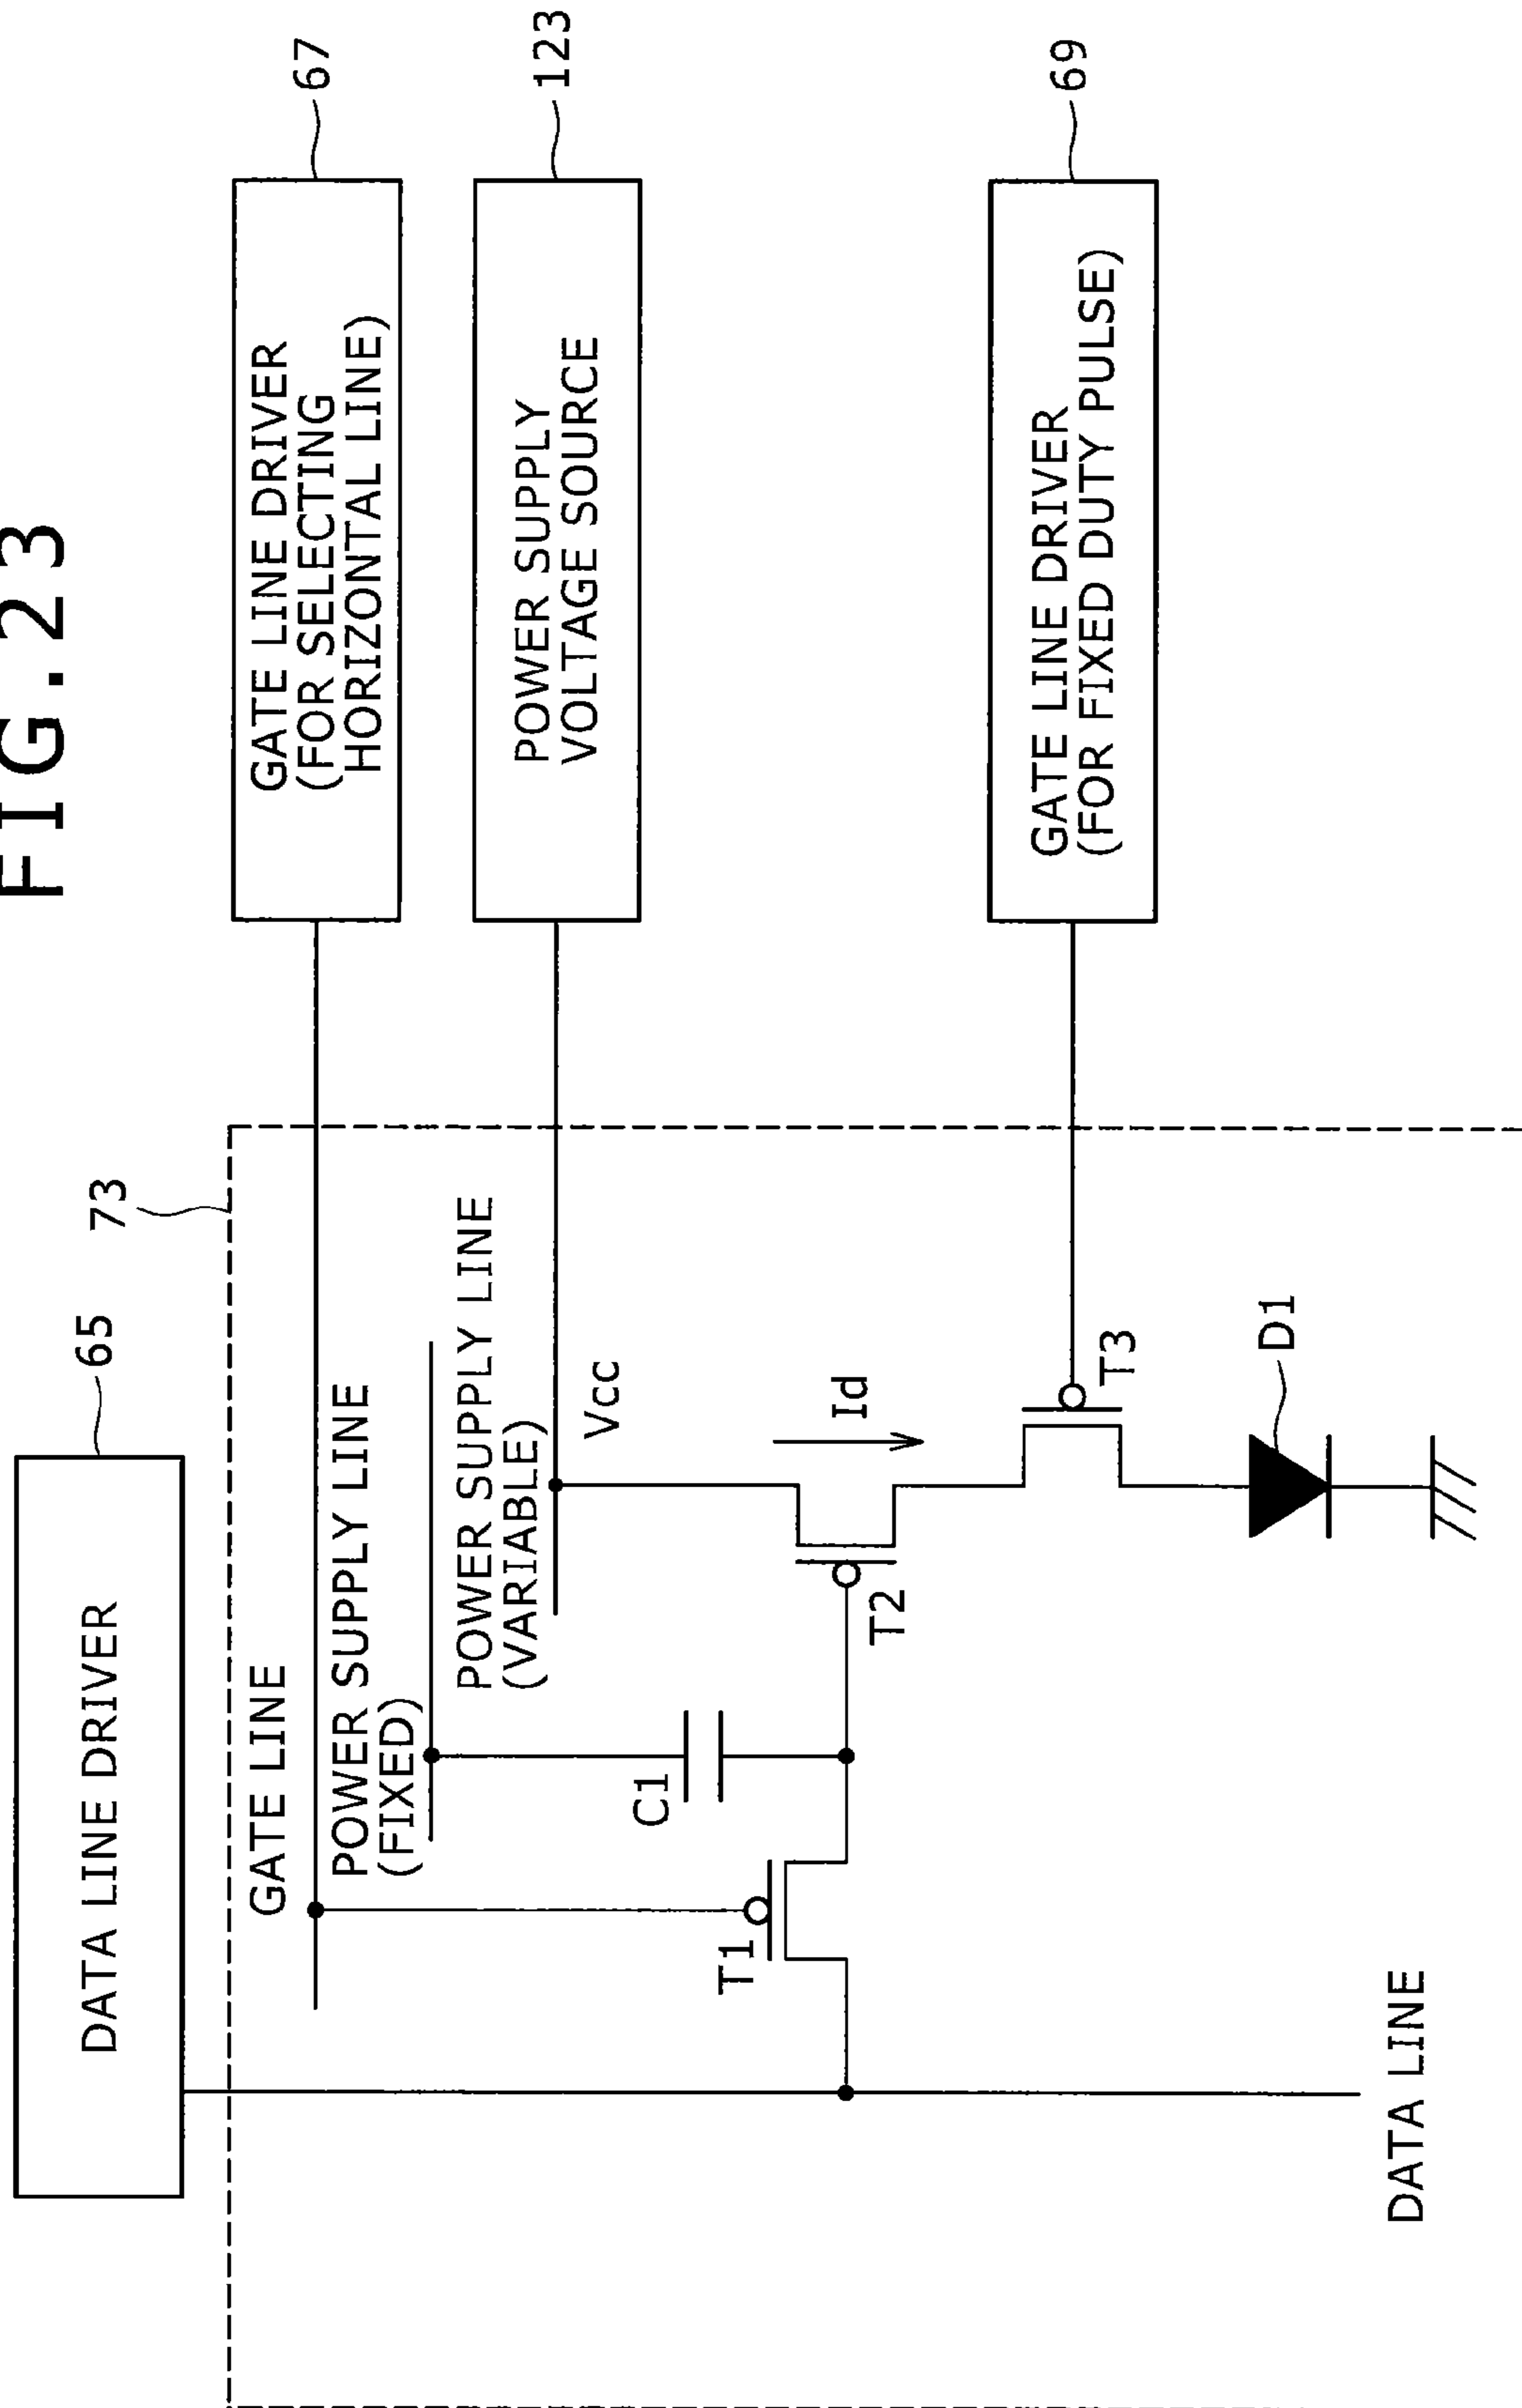 FIG.23
DATA LINE DRIVER
65
73
GATE LINE
GATE LINE DRIVER
(FOR SELECTING
HORIZONTAL LINE)
67
POWER SUPPLY LINE
(FIXED)
POWER SUPPLY LINE
(VARIABLE)
POWER SUPPLY
VOLTAGE SOURCE
123
Vcc
C1
T1
T2
Id
T3
GATE LINE DRIVER
(FOR FIXED DUTY PULSE)
69
D1
DATA LINE